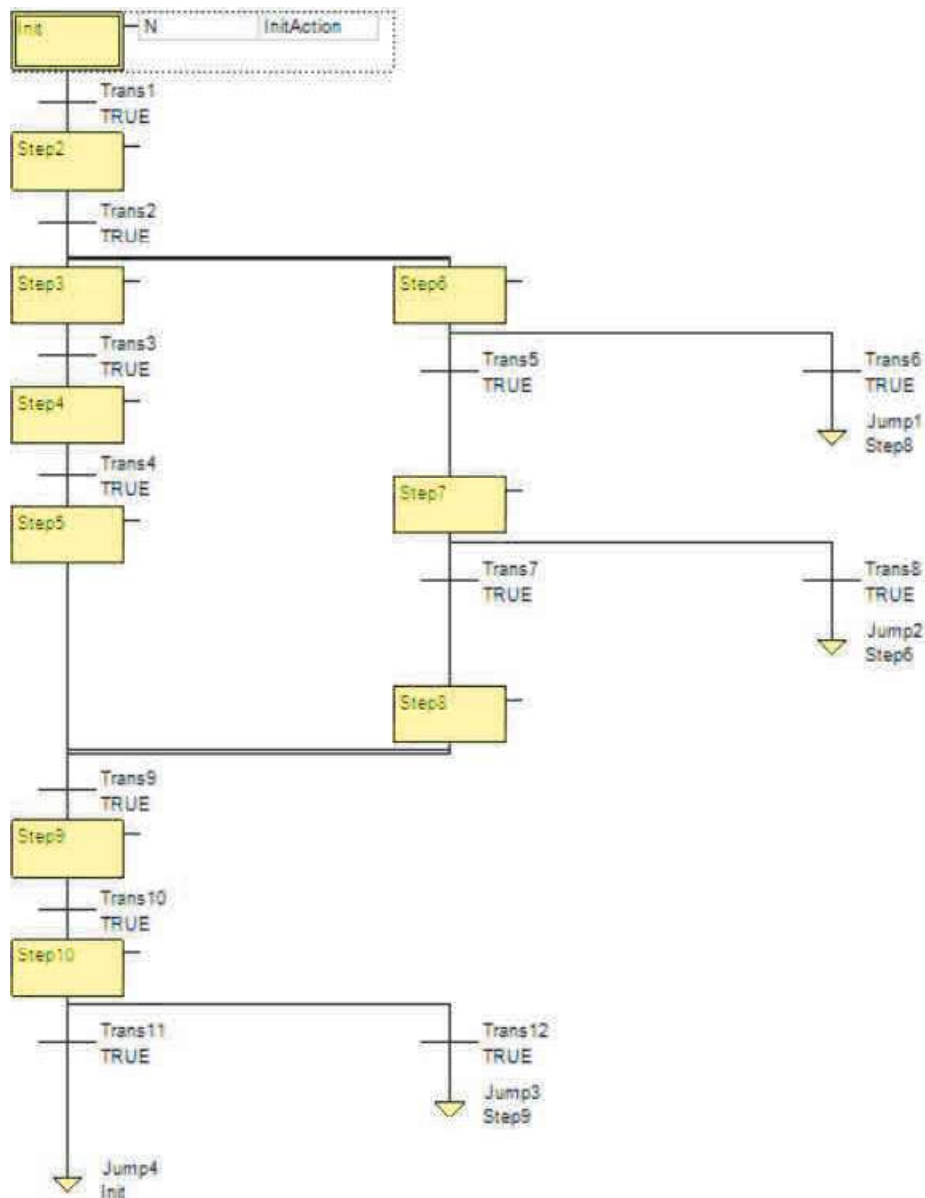 Init
N InitAction
Trans1
TRUE
Step2
Trans2
TRUE
Step3
Step6
Trans3
TRUE
Trans5
TRUE
Trans6
TRUE
Step4
Jump1
Step8
Trans4
TRUE
Step7
Step5
Trans7
TRUE
Trans8
TRUE
Jump2
Step6
Step8
Trans9
TRUE
Step9
Trans10
TRUE
Step10
Trans11
TRUE
Trans12
TRUE
Jump3
Step9
Jump4
Init